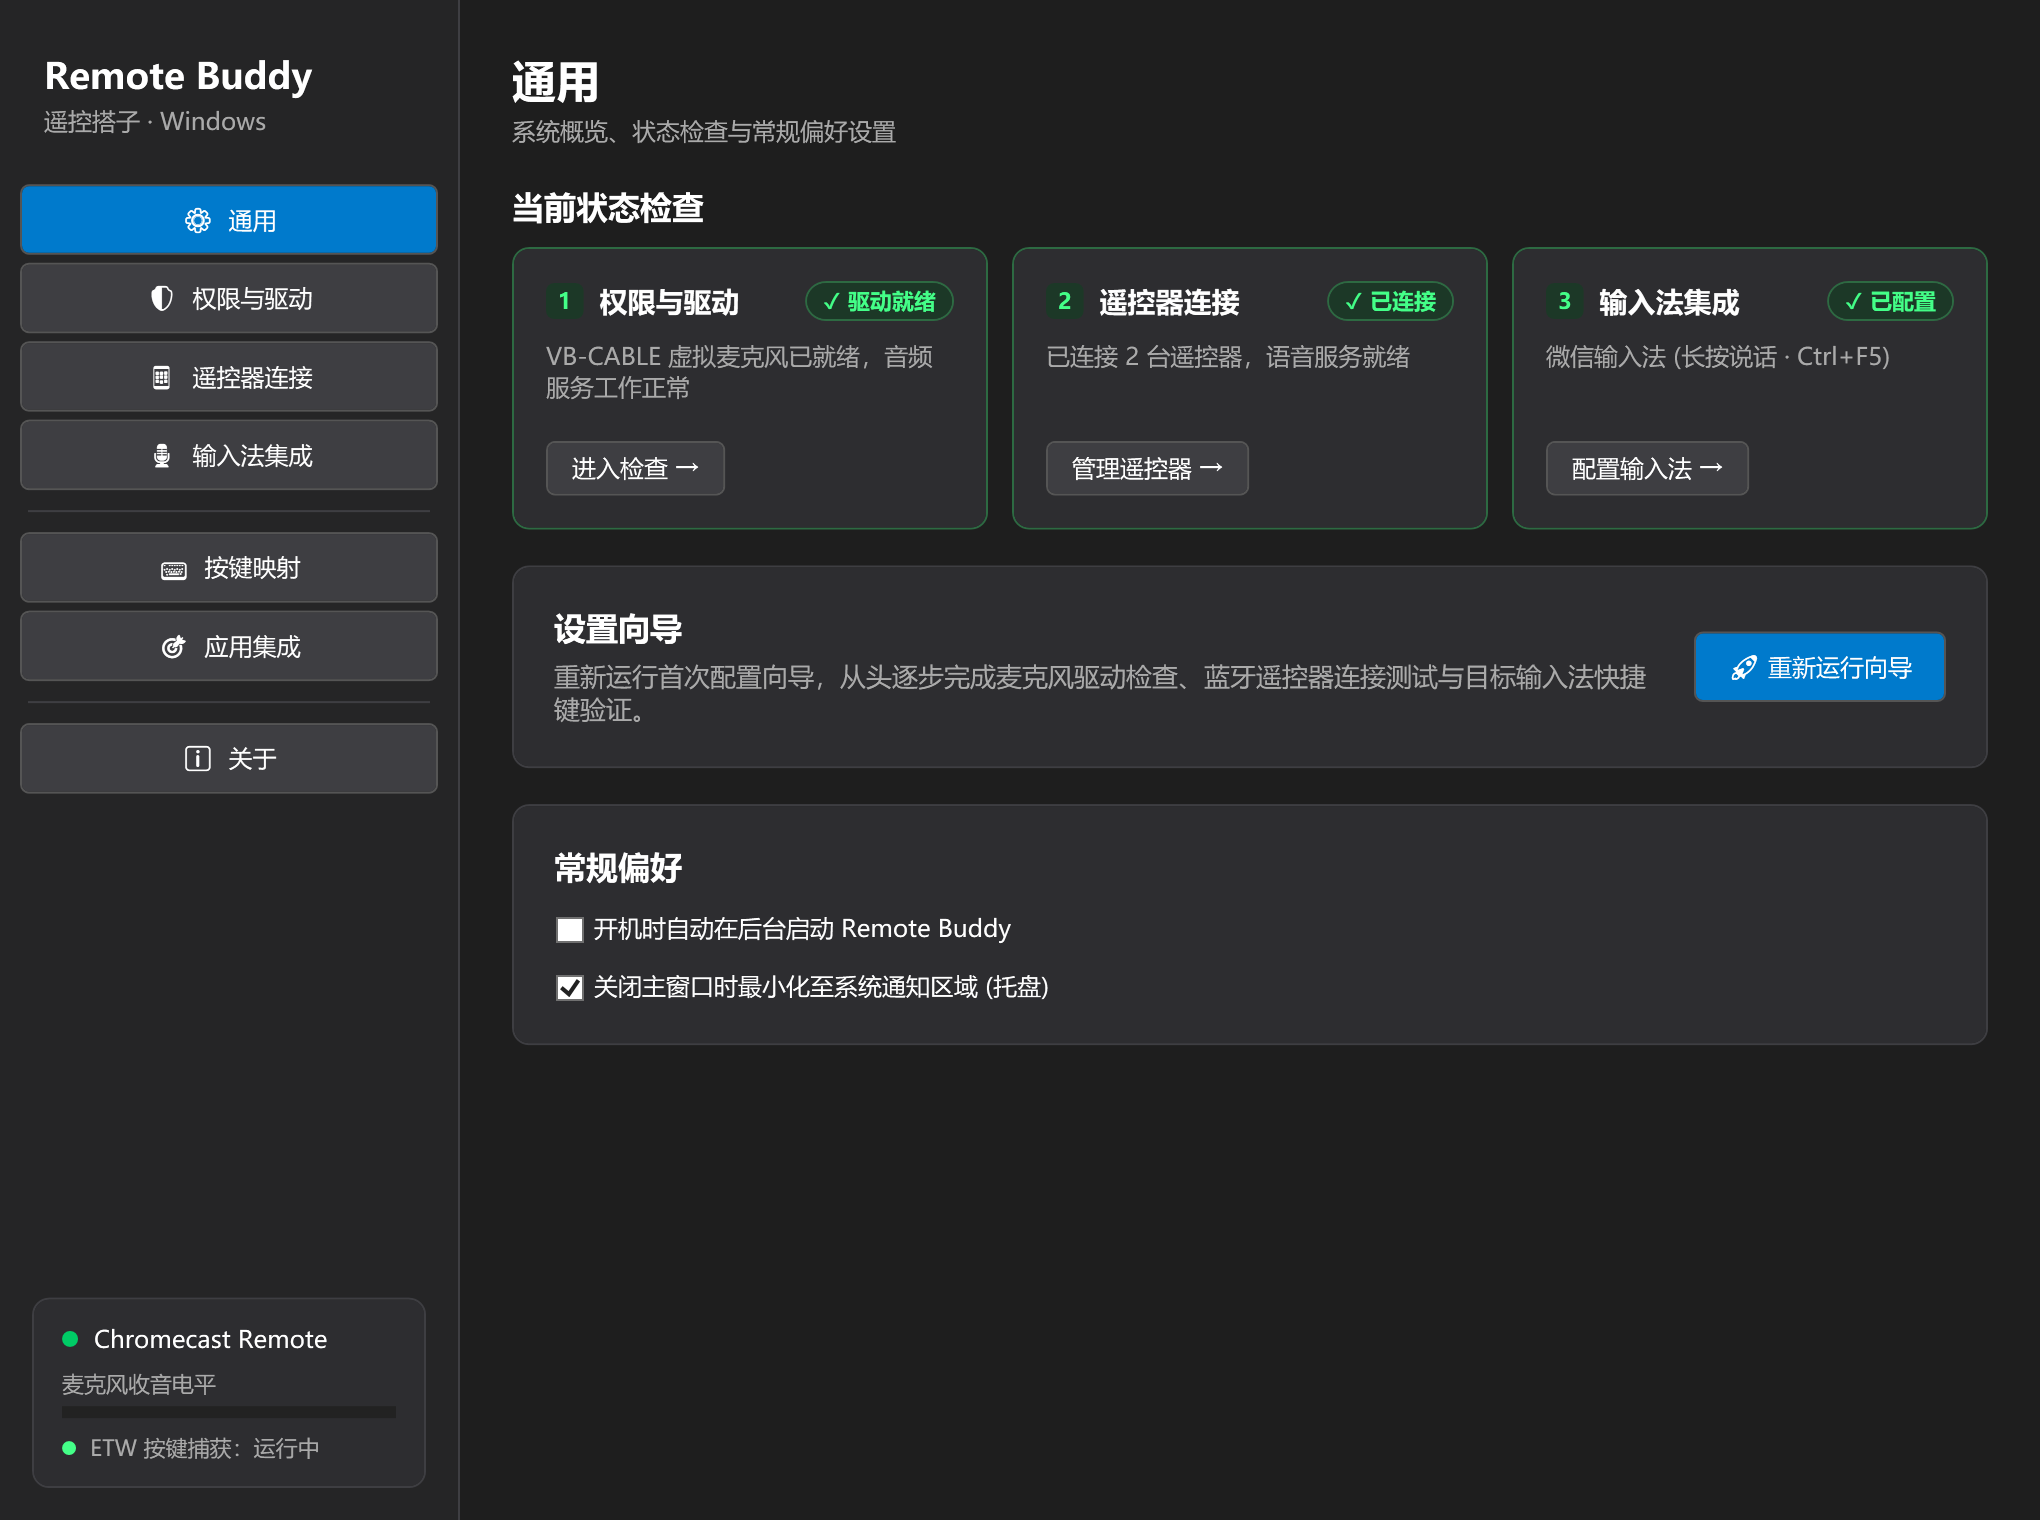 Remote Buddy
遥控搭子 · Windows
通用
权限与驱动
遥控器连接
输入法集成
按键映射
应用集成
关于
Chromecast Remote
麦克风收音电平
ETW 按键捕获：运行中
通用
系统概览、状态检查与常规偏好设置
当前状态检查
1 权限与驱动 ✓ 驱动就绪
VB-CABLE 虚拟麦克风已就绪，音频
服务工作正常
进入检查 →
2 遥控器连接 ✓ 已连接
已连接 2 台遥控器，语音服务就绪
管理遥控器 →
3 输入法集成 ✓ 已配置
微信输入法 (长按说话 · Ctrl+F5)
配置输入法 →
设置向导
重新运行首次配置向导，从头逐步完成麦克风驱动检查、蓝牙遥控器连接测试与目标输入法快捷
键验证。
重新运行向导
常规偏好
开机时自动在后台启动 Remote Buddy
关闭主窗口时最小化至系统通知区域 (托盘)